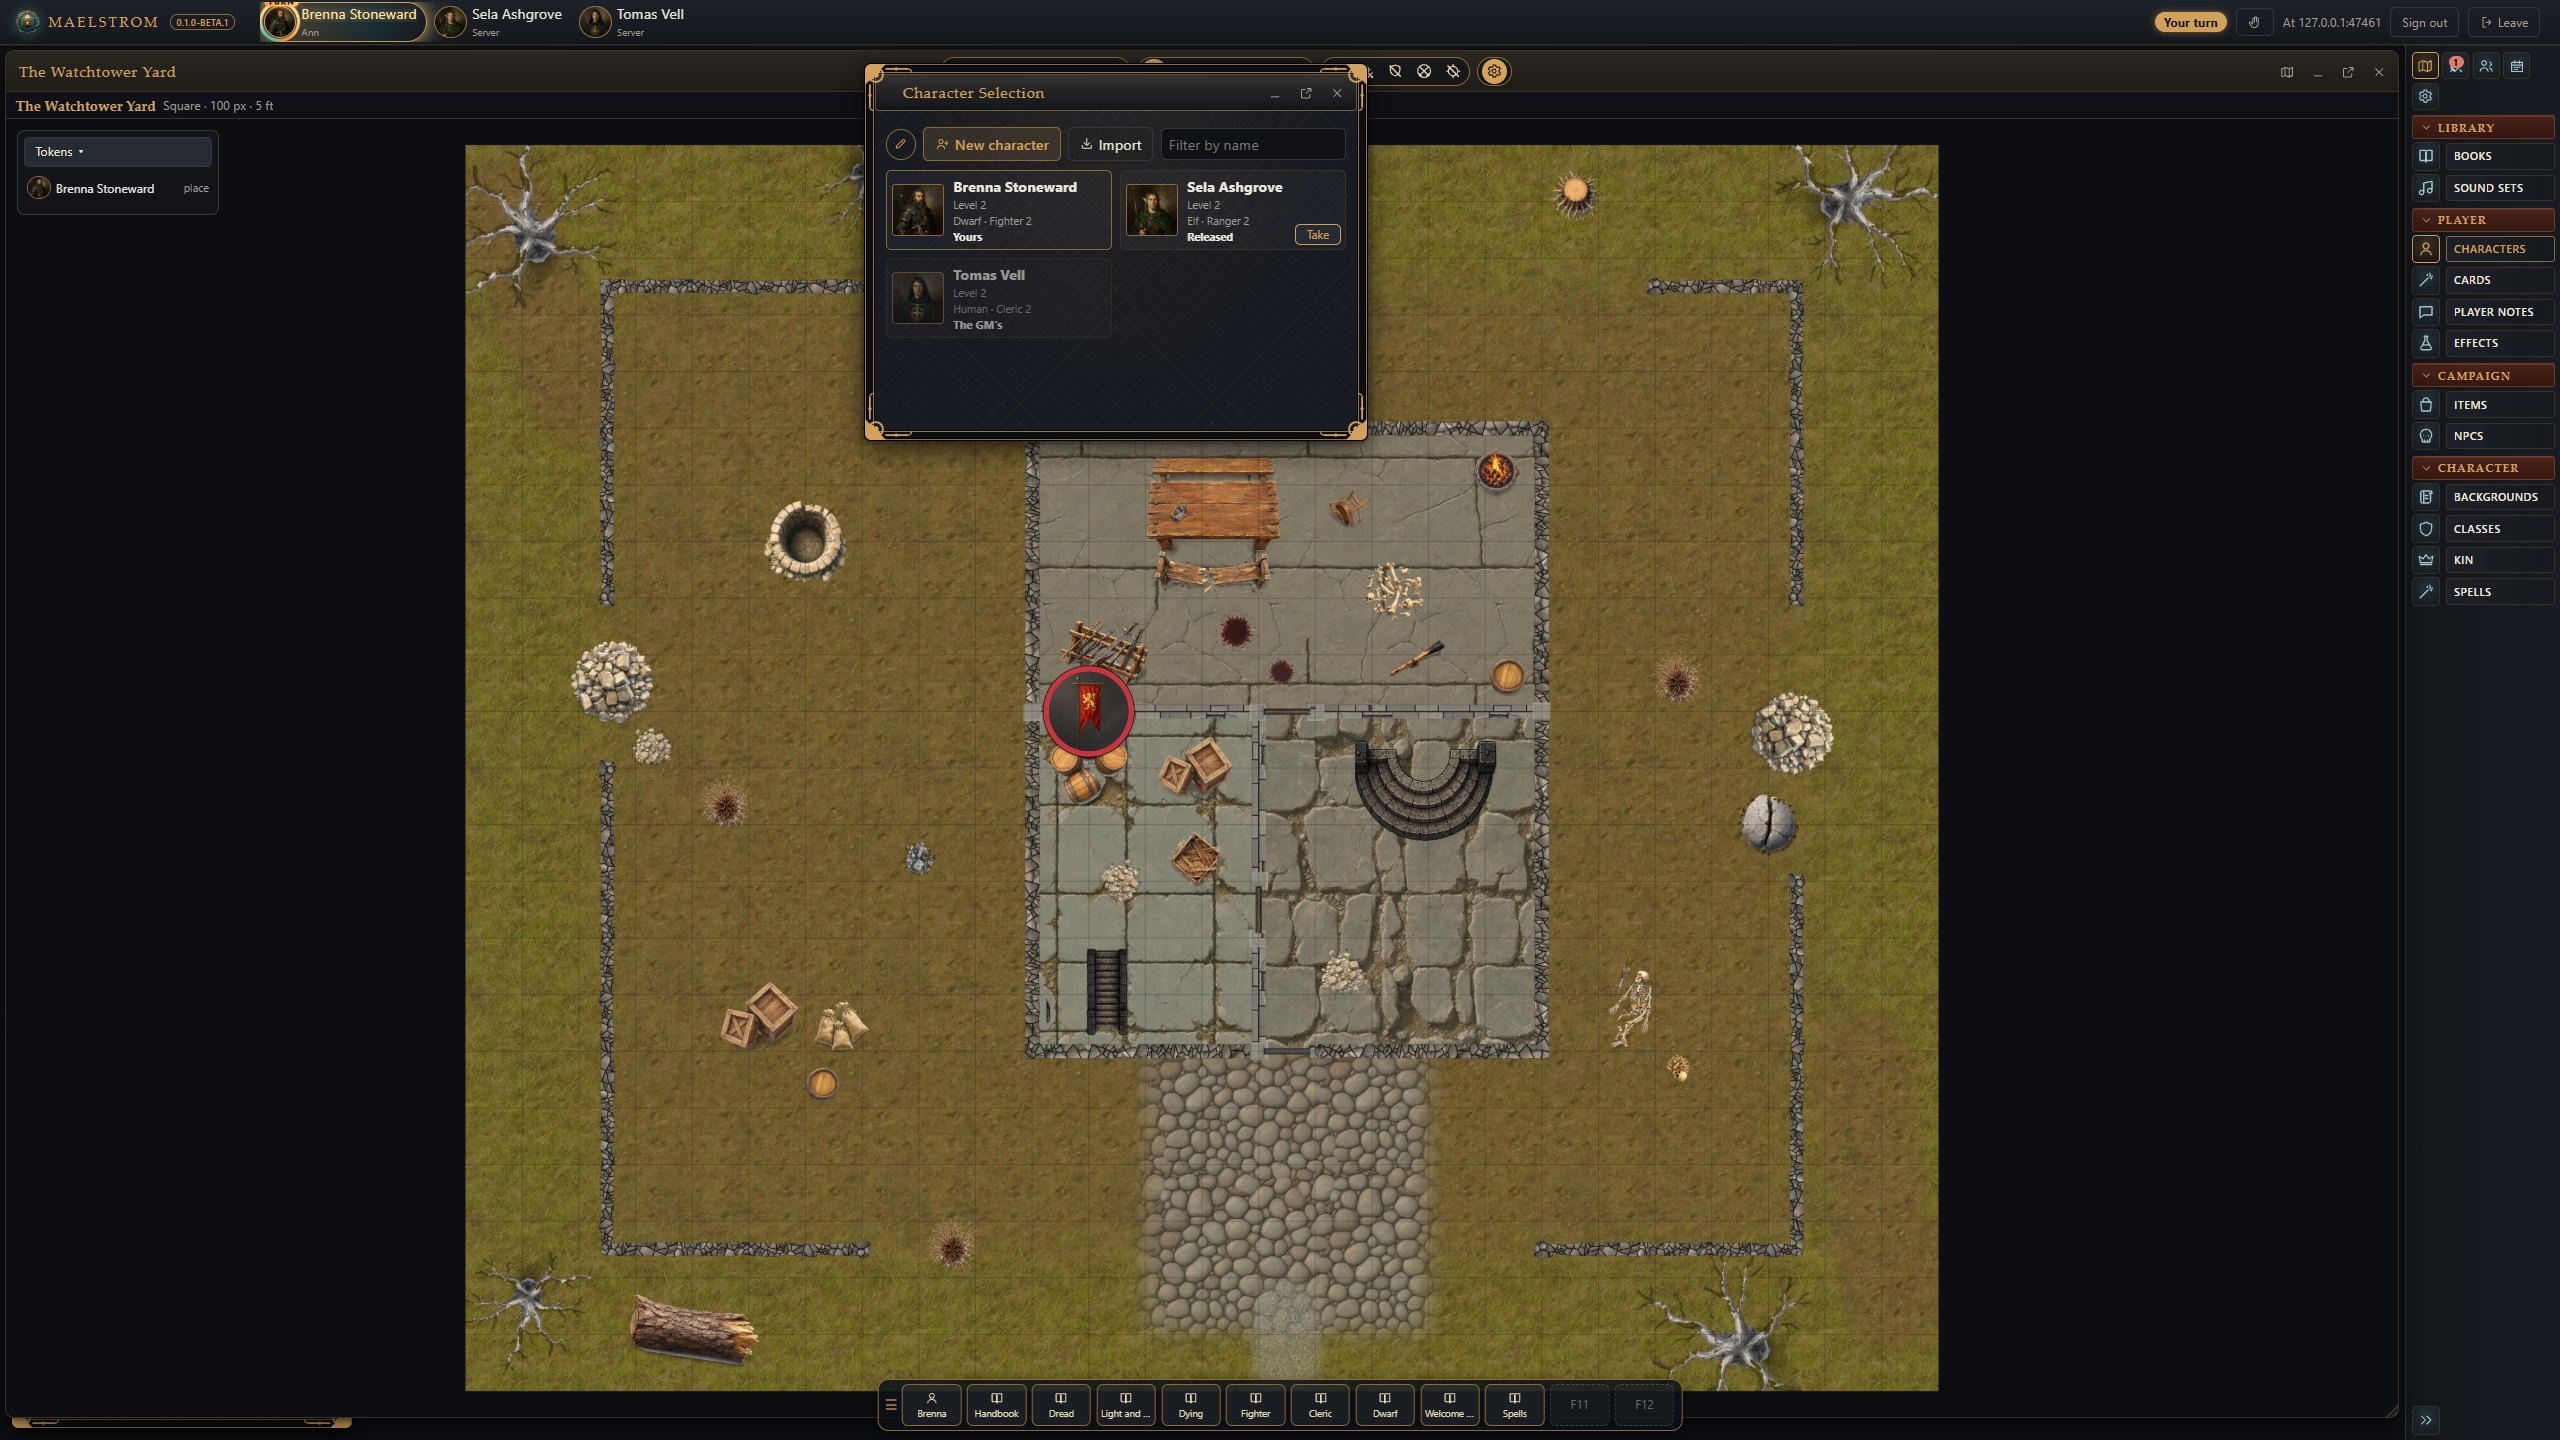 MAELSTROM
0.1.0-BETA.1
Brenna Stoneward
Ann
Sela Ashgrove
Server
Tomas Vell
Server
Your turn
At 127.0.0.1:47461
Sign out
Leave
The Watchtower Yard
The Watchtower Yard Square · 100 px · 5 ft
Tokens
Brenna Stoneward place
Character Selection
New character
Import
Filter by name
Brenna Stoneward
Level 2
Dwarf · Fighter 2
Yours
Sela Ashgrove
Level 2
Elf · Ranger 2
Released
Take
Tomas Vell
Level 2
Human · Cleric 2
The GM's
1
LIBRARY
BOOKS
SOUND SETS
PLAYER
CHARACTERS
CARDS
PLAYER NOTES
EFFECTS
CAMPAIGN
ITEMS
NPCS
CHARACTER
BACKGROUNDS
CLASSES
KIN
SPELLS
Brenna
Handbook
Dread
Light and ...
Dying
Fighter
Cleric
Dwarf
Welcome ...
Spells
F11
F12